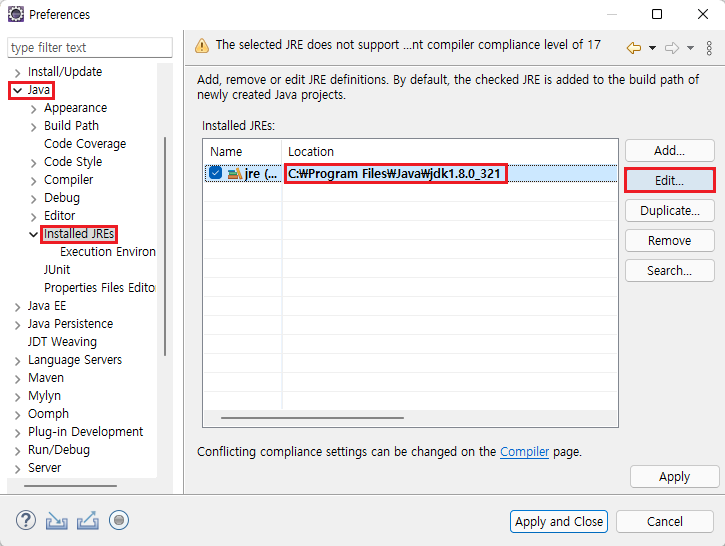 Preferences
type filter text
The selected JRE does not support ...nt compiler compliance level of 17
Install/Update
Java
Appearance
Build Path
Code Coverage
Code Style
Compiler
Debug
Editor
Installed JREs
Execution Environ
JUnit
Properties Files Edito
Java EE
Java Persistence
JDT Weaving
Language Servers
Maven
Mylyn
Oomph
Plug-in Development
Run/Debug
Server
Add, remove or edit JRE definitions. By default, the checked JRE is added to the build path of
newly created Java projects.
Installed JREs:
Name Location
jre (... C:₩Program Files₩Java₩jdk1.8.0_321
Add...
Edit...
Duplicate...
Remove
Search...
Conflicting compliance settings can be changed on the Compiler page.
Apply
Apply and Close Cancel